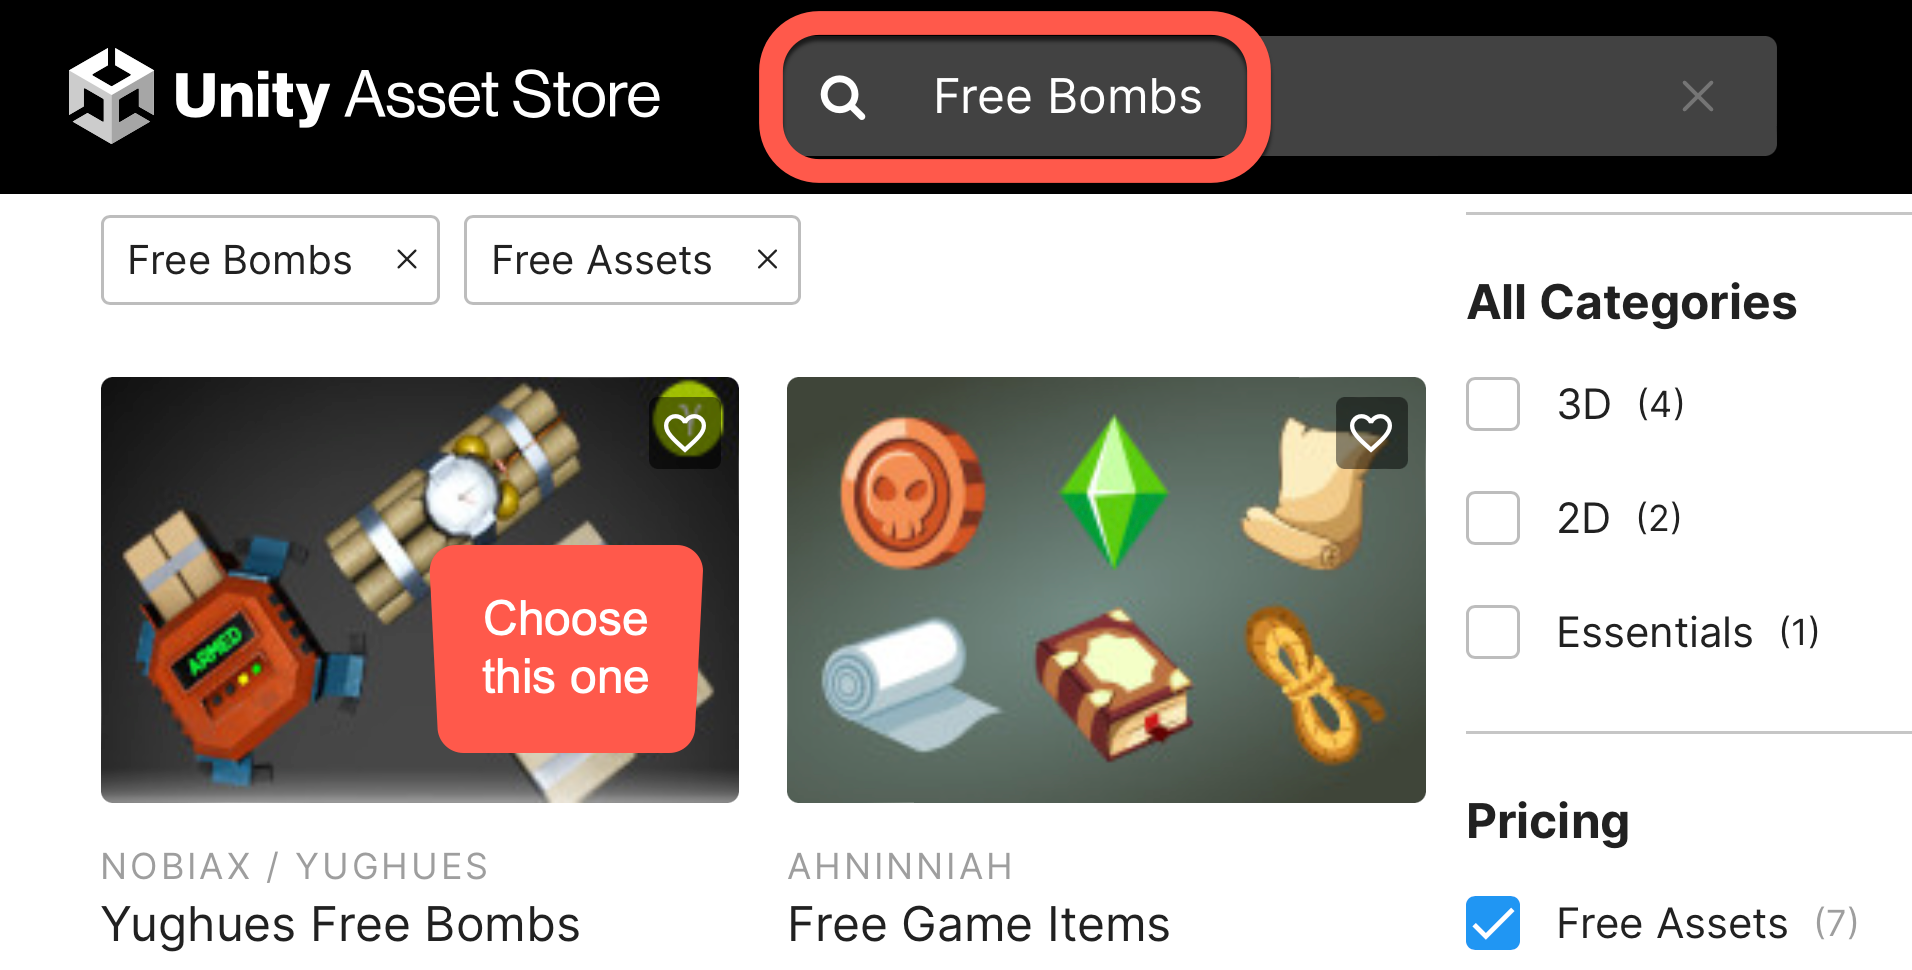 Unity Asset Store
Free Bombs
Free Bombs
Free Assets
All Categories
3D (4)
2D (2)
Essentials (1)
ARMED
Choose
this one
NOBIAX / YUGHUES
Yughues Free Bombs
AHNINNIAH
Free Game Items
Pricing
Free Assets (7)